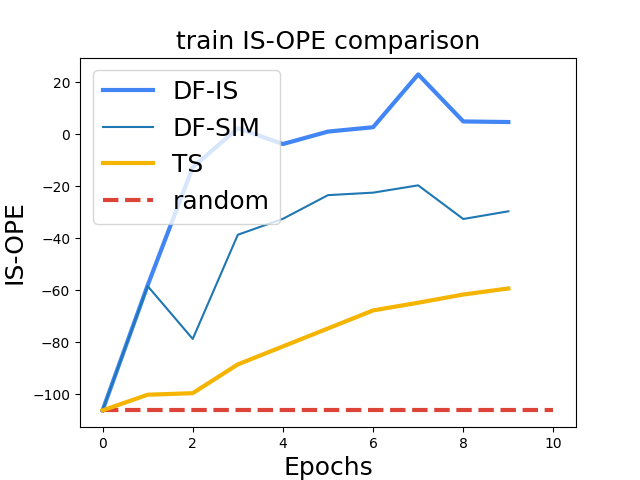 train IS-OPE comparison
20
0
−20
−40
−60
−80
−100
IS-OPE
DF-IS
DF-SIM
TS
random
0 2 4 6 8 10
Epochs